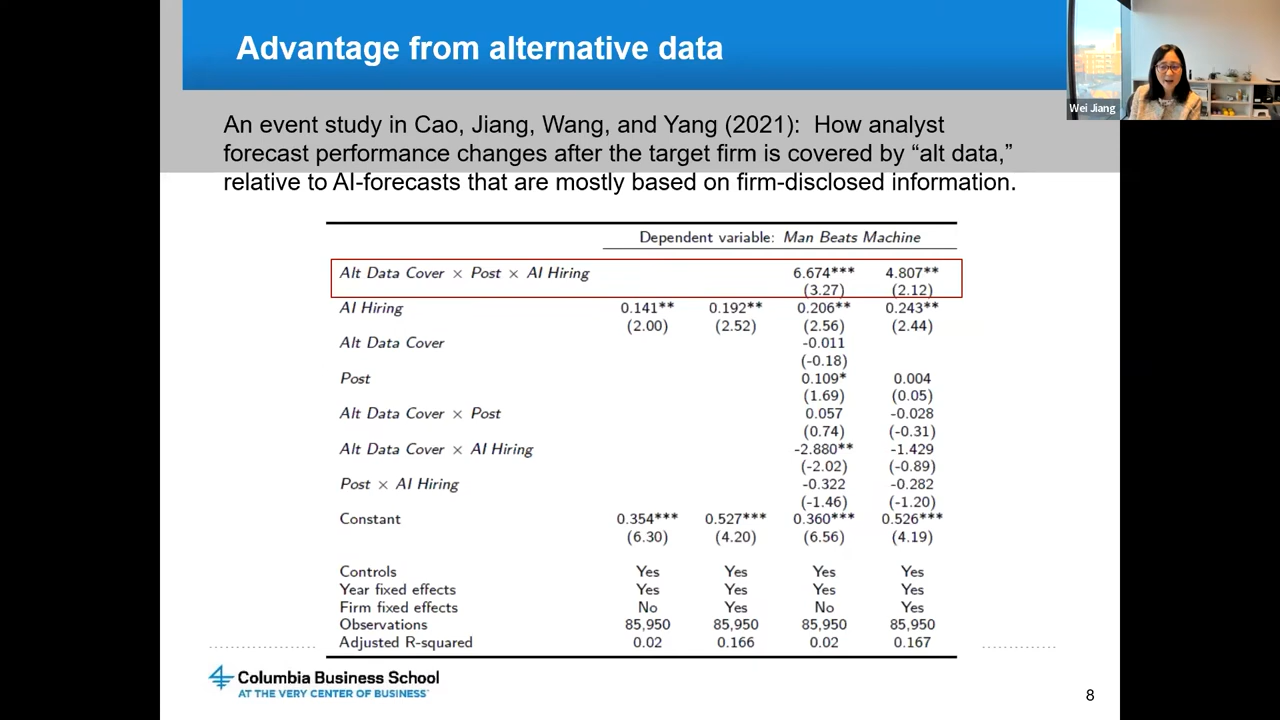 Advantage from alternative data
Wei Jiang
An event study in Cao, Jiang, Wang, and Yang (2021): How analyst
forecast performance changes after the target firm is covered by “alt data,”
relative to AI-forecasts that are mostly based on firm-disclosed information.
Dependent variable: Man Beats Machine
Alt Data Cover × Post × AI Hiring 6.674*** 4.807**
(3.27) (2.12)
AI Hiring 0.141** 0.192** 0.206** 0.243**
(2.00) (2.52) (2.56) (2.44)
Alt Data Cover -0.011
(-0.18)
Post 0.109* 0.004
(1.69) (0.05)
Alt Data Cover × Post 0.057 -0.028
(0.74) (-0.31)
Alt Data Cover × AI Hiring -2.880** -1.429
(-2.02) (-0.89)
Post × AI Hiring -0.322 -0.282
(-1.46) (-1.20)
Constant 0.354*** 0.527*** 0.360*** 0.526***
(6.30) (4.20) (6.56) (4.19)
Controls Yes Yes Yes Yes
Year fixed effects Yes Yes Yes Yes
Firm fixed effects No Yes No Yes
Observations 85,950 85,950 85,950 85,950
Adjusted R-squared 0.02 0.166 0.02 0.167
Columbia Business School
AT THE VERY CENTER OF BUSINESS
8